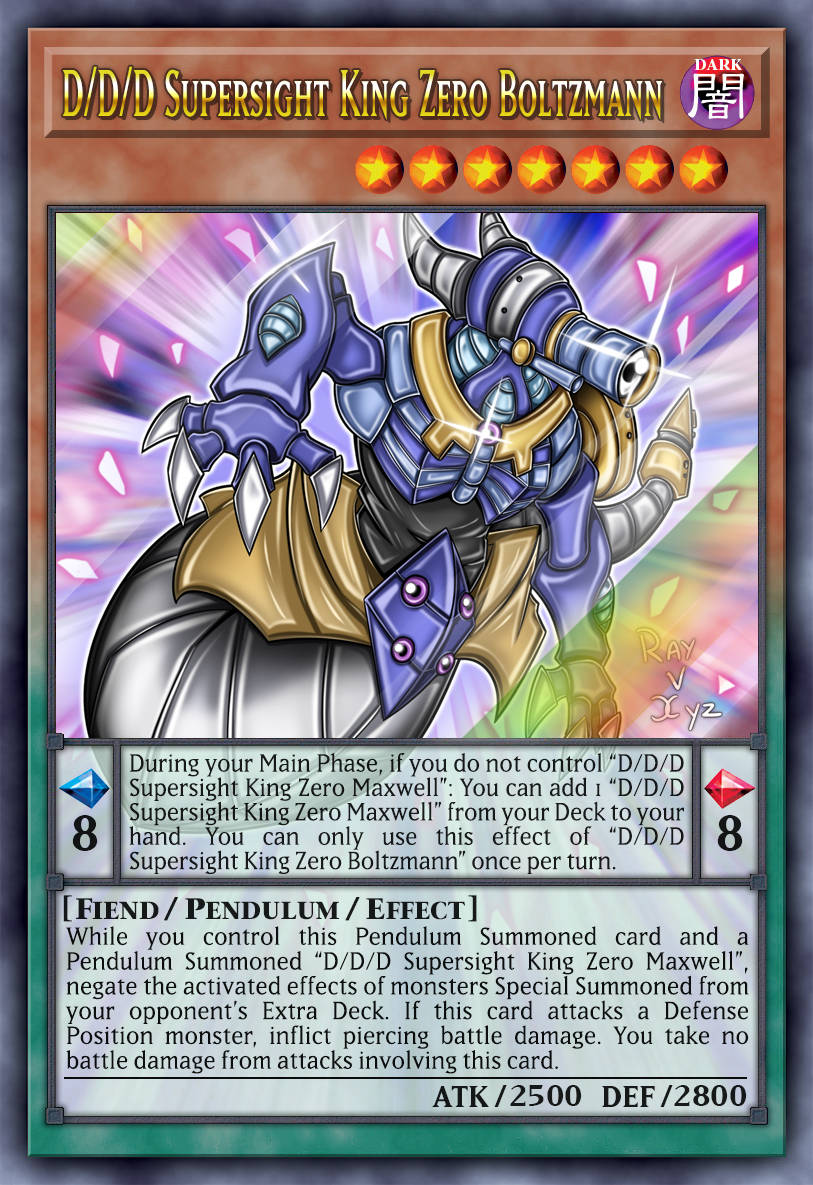 D/D/D Supersight King Zero Boltzmann
DARK
闇
Ray
v
Xyz
During your Main Phase, if you do not control “D/D/D
Supersight King Zero Maxwell”: You can add 1 “D/D/D
Supersight King Zero Maxwell” from your Deck to your
hand. You can only use this effect of “D/D/D
Supersight King Zero Boltzmann” once per turn.
8
8
[Fiend / Pendulum / Effect]
While you control this Pendulum Summoned card and a
Pendulum Summoned “D/D/D Supersight King Zero Maxwell”,
negate the activated effects of monsters Special Summoned from
your opponent’s Extra Deck. If this card attacks a Defense
Position monster, inflict piercing battle damage. You take no
battle damage from attacks involving this card.
ATK/2500 DEF/2800